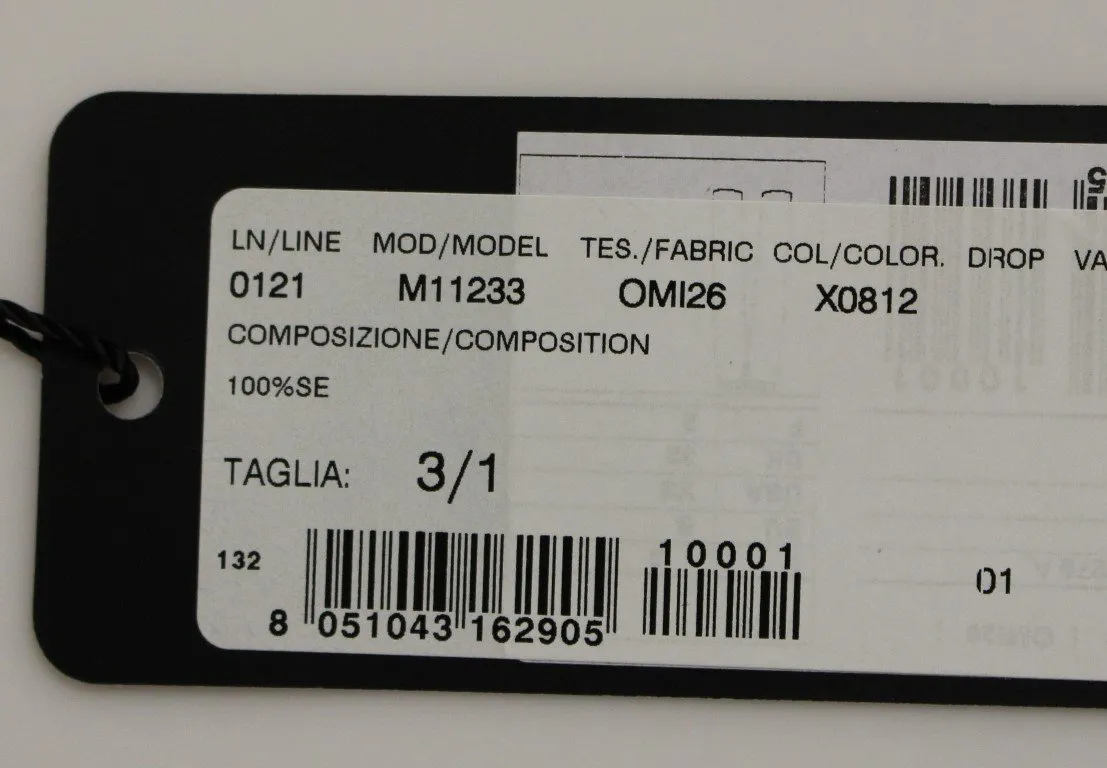 LN/LINE MOD/MODEL TES./FABRIC COL/COLOR. DROP VA
0121 M11233 OMI26 X0812
COMPOSIZIONE/COMPOSITION
100%SE
TAGLIA: 3/1
132
10001
01
8 051043 162905